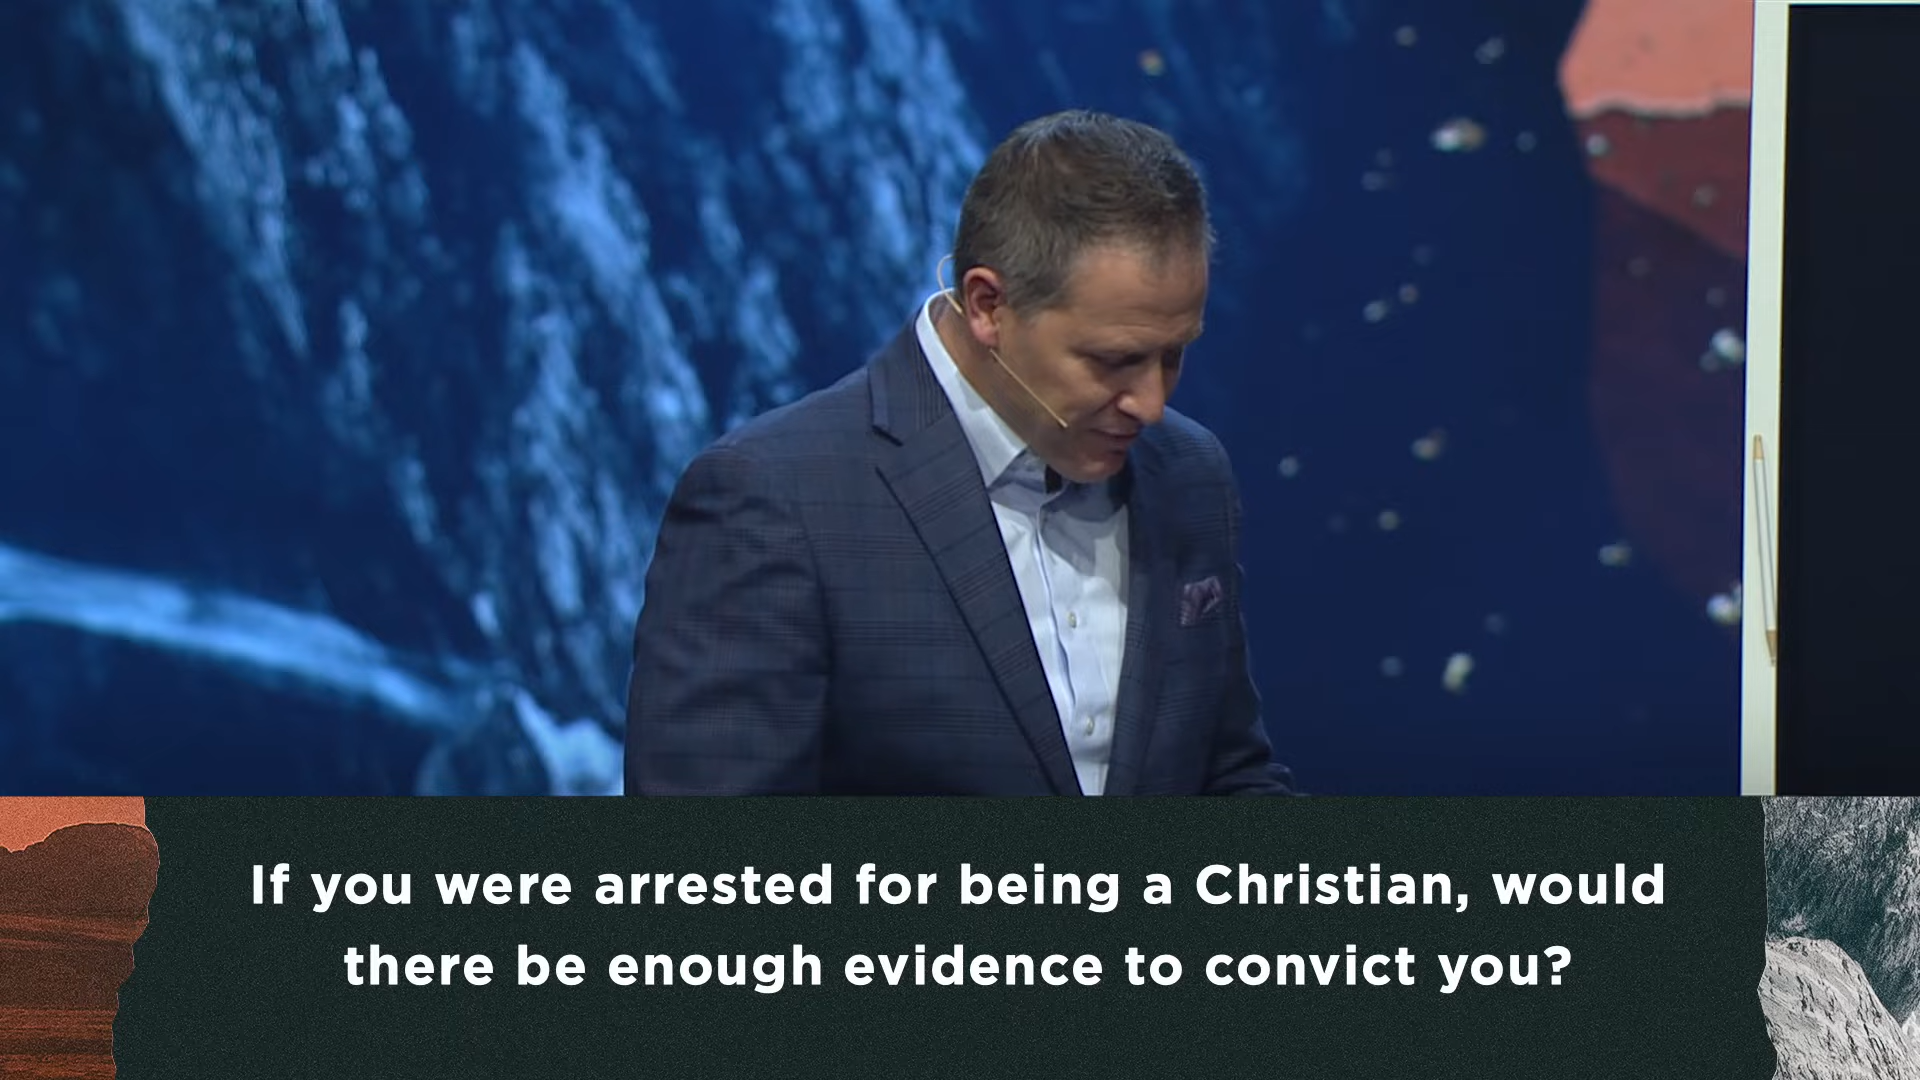 If you were arrested for being a Christian, would
there be enough evidence to convict you?